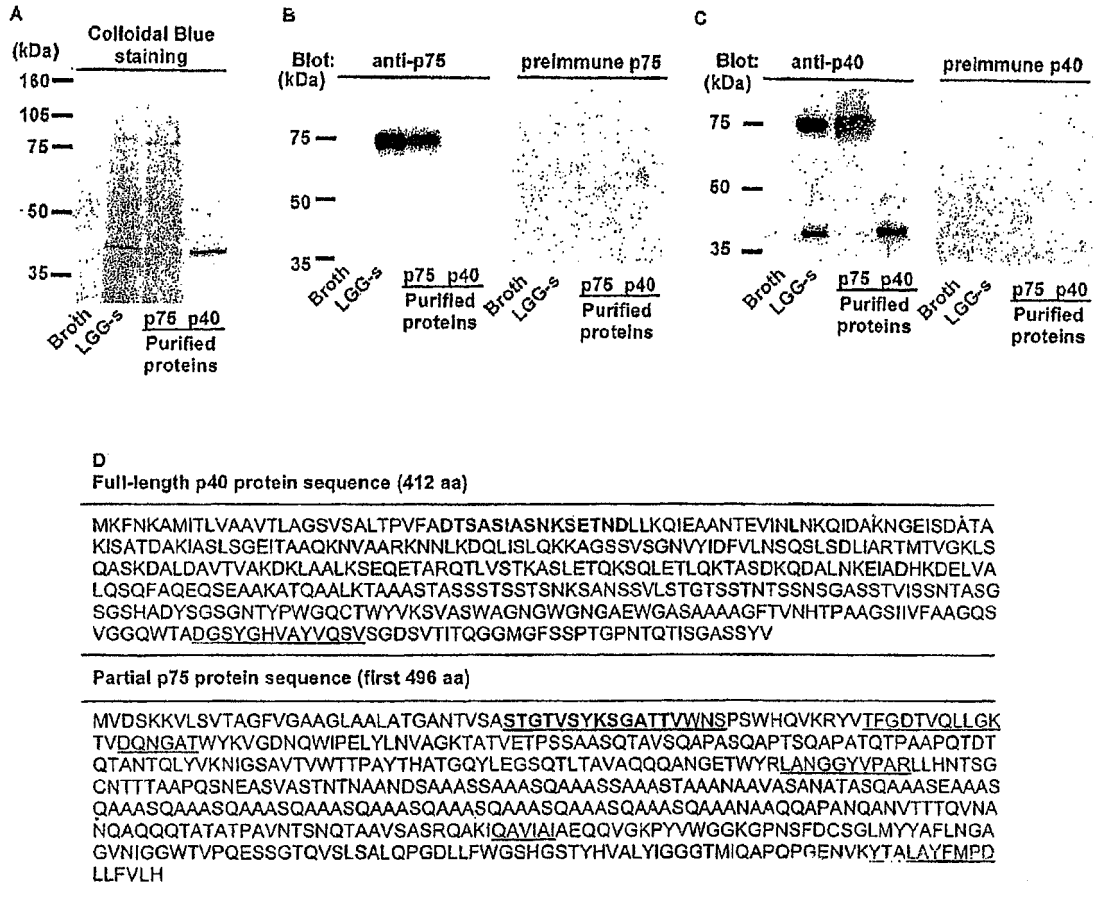 A
Colloidal Blue
staining
(kDa)
160
105
75
50
35
Broth
LGG-s
p75 p40
Purified
proteins
B
Blot: anti-p75 preimmune p75
(kDa)
75
50
35
Broth
LGG-s
p75 p40
Purified
proteins
Broth
LGG-s
p75 p40
Purified
proteins
C
Blot: anti-p40 preimmune p40
(kDa)
75
50
35
Broth
LGG-s
p75 p40
Purified
proteins
Broth
LGG-s
p75 p40
Purified
proteins
D
Full-length p40 protein sequence (412 aa)
MKFNKAMITLVAAVTLAGSVSALTPVFADTSASIASNKSETNDLLKQIEAANTEVINLNKQIDAKNGEISDATA
KISATDAKIASLSGEITAAQKNVAARKNNLKDQLISLQKKAGSSVSGNVYIDFVLNSQSLSDLIARTMTVGKLS
QASKDALDAVTVAKDKLAALKSEQETARQTLVSTKASLETQKSQLETLQKTASDKQDALNKEIADHKDELVA
LQSQFAQEQSEAAKATQAALKTAAASTASSSTSSTSNKSANSSVLSTGTSSTNTSSNSGASSTVISSNTASG
SGSHADYSGSGNTYPWGQCTWYVKSVASWAGNGWGNGAEWGASAAAAGFTVNHTPAAGSIIVFAAGQS
VGGQWTADGSYGHVAYVQSVSGDSVTITQGGMGFSSPTGPNTQTISGASSYV
Partial p75 protein sequence (first 496 aa)
MVDSKKVLSVTAGFVGAAGLAALATGANTVSASTGTVSYKSGATTVWNSPSWHQVKRYVTFGDTVQLLGK
TVDQNGATWYKVGDNQWIPELYLNVAGKTATVETPSSAASQTAVSQAPASQAPTSQAPATQTPAAPQTDT
QTANTQLYVKNIGSAVTVWTTPAYTHATGQYLEGSQTLTAVAQQQANGETWYRLANGGYVPARLLHNTSG
CNTTTAAPQSNEASVASTNTNAANDSAAASSAAASQAAASSAAASTAAANAAVASANATASQAAASEAAAS
QAAASQAAASQAAASQAAASQAAASQAAASQAAASQAAASQAAASQAAANAAQQAPANQANVTTTQVNA
NQAQQQTATATPAVNTSNQTAAVSASRQAKIQAVIAIAEQQVGKPYVWGGKGPNSFDCSGLMYYAFLNGA
GVNIGGWTVPQESSGTQVSLSALQPGDLLFWGSHGSTYHVALYIGGGTMIQAPQPGENVKYTALAYFMPD
LLFVLH